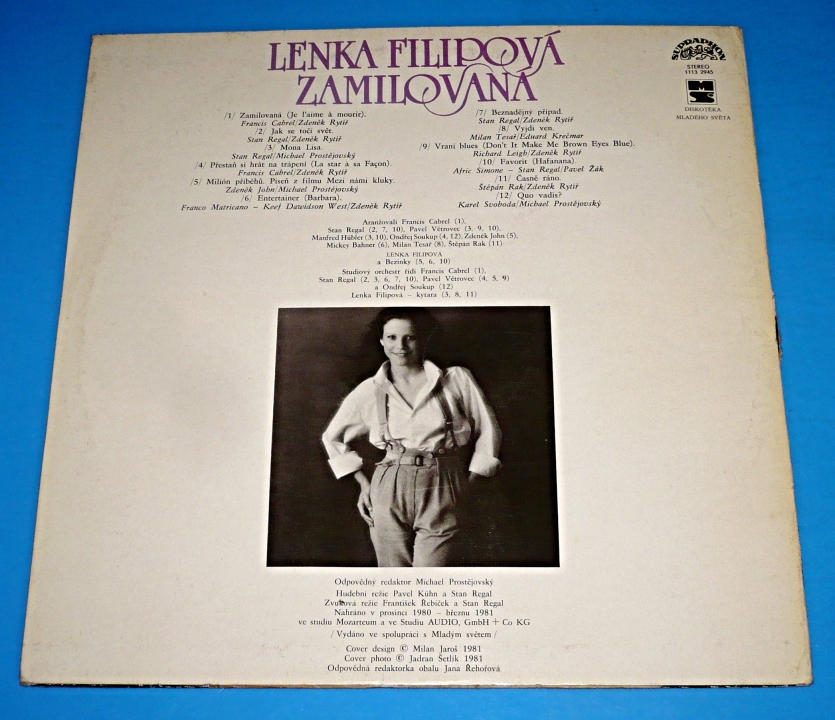 LENKA FILIPOVÁ
ZAMILOVANÁ
SUPRAPHON
STEREO
1113 2945
MS
DISKOTÉKA
MLADÉHO SVĚTA
/1/ Zamilovaná (Je l'aime à mourir).
Francis Cabrel/Zdeněk Rytíř
/2/ Jak se točí svět.
Stan Regal/Zdeněk Rytíř
/3/ Mona Lisa.
Stan Regal/Michael Prostějovský
/4/ Přestaň si hrát na trápení (La star à sa Façon).
Francis Cabrel/Zdeněk Rytíř
/5/ Milión příběhů. Píseň z filmu Mezi námi kluky.
Zdeněk John/Michael Prostějovský
/6/ Entertainer (Barbara).
Franco Matricano – Keef Dawidson West/Zdeněk Rytíř
/7/ Beznadějný případ.
Stan Regal/Zdeněk Rytíř
/8/ Vyjdi ven.
Milan Tesař/Eduard Krečmar
/9/ Vraní blues (Don't It Make Me Brown Eyes Blue).
Richard Leigh/Zdeněk Rytíř
/10/ Favorit (Hafanana).
Afric Simone – Stan Regal/Pavel Žák
/11/ Časně ráno.
Štěpán Rak/Zdeněk Rytíř
/12/ Quo vadis?
Karel Svoboda/Michael Prostějovský
Aranžovali Francis Cabrel (1),
Stan Regal (2, 7, 10), Pavel Větrovec (3, 9, 10),
Manfred Hübler (3, 10), Ondřej Soukup (4, 12), Zdeněk John (5),
Mickey Bahner (6), Milan Tesař (8), Štěpán Rak (11)
LENKA FILIPOVÁ
a Bezinky (5, 6, 10)
Studiový orchestr řídí Francis Cabrel (1),
Stan Regal (2, 3, 6, 7, 10), Pavel Větrovec (4, 5, 9)
a Ondřej Soukup (12)
Lenka Filipová – kytara (3, 8, 11)
Odpovědný redaktor Michael Prostějovský
Hudební režie Pavel Kühn a Stan Regal
Zvuková režie František Řebíček a Stan Regal
Nahráno v prosinci 1980 – březnu 1981
ve studiu Mozarteum a ve Studiu AUDIO, GmbH + Co KG
/Vydáno ve spolupráci s Mladým světem/
Cover design © Milan Jaroš 1981
Cover photo © Jadran Šetlík 1981
Odpovědná redaktorka obalu Jana Řehořová